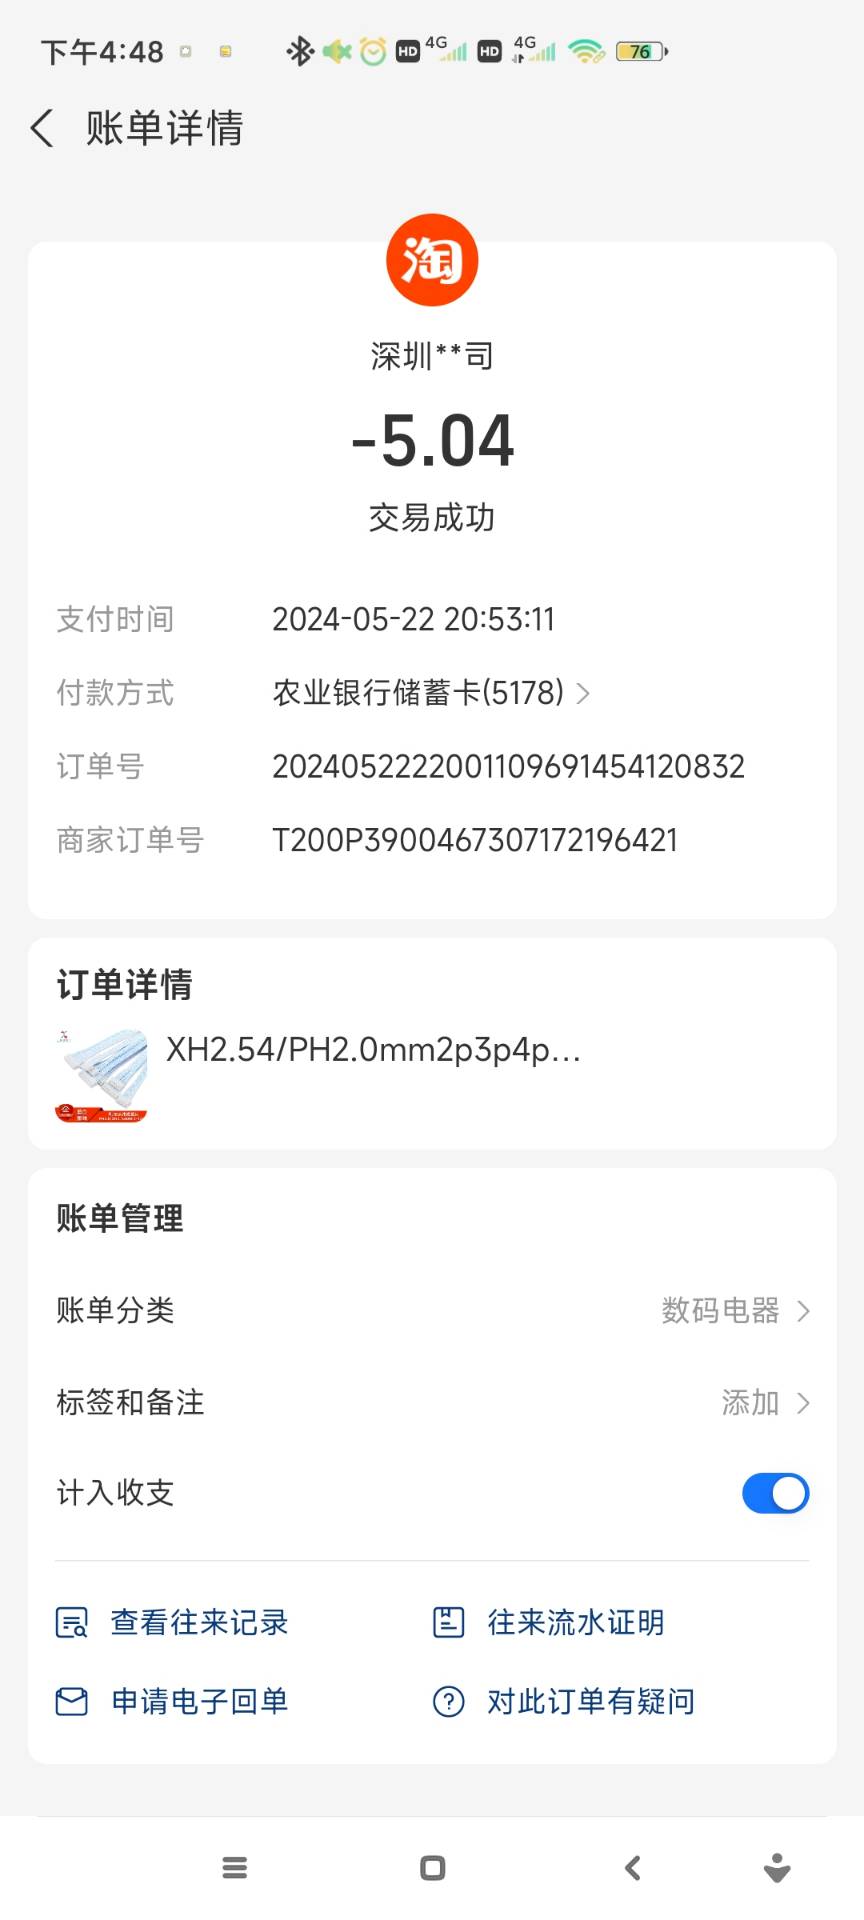 下午4:48
HD 4G HD 4G 76
账单详情
淘
深圳**司
-5.04
交易成功
支付时间 2024-05-22 20:53:11
付款方式 农业银行储蓄卡(5178)
订单号 2024052222001109691454120832
商家订单号 T200P3900467307172196421
订单详情
XH2.54/PH2.0mm2p3p4p...
账单管理
账单分类 数码电器
标签和备注 添加
计入收支
查看往来记录 往来流水证明
申请电子回单 对此订单有疑问